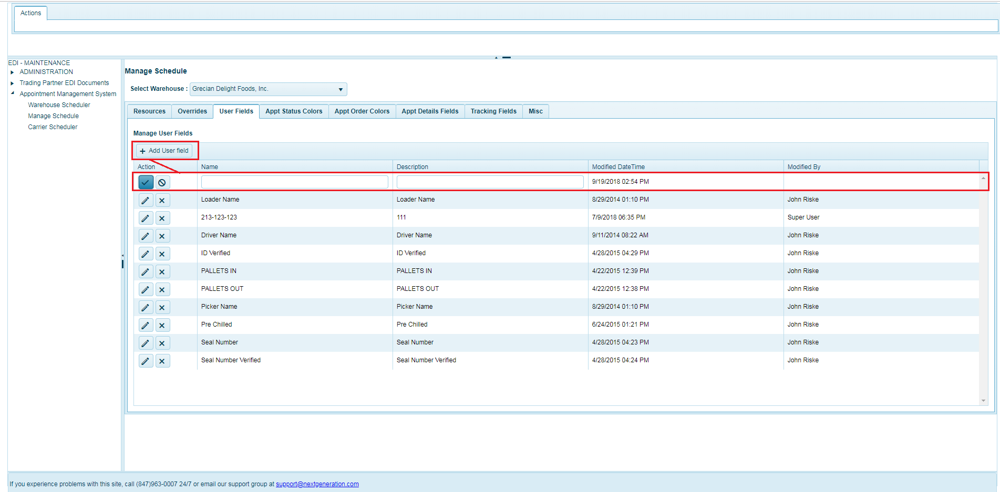 Actions
EDI - MAINTENANCE
ADMINISTRATION
Trading Partner EDI Documents
Appointment Management System
Warehouse Scheduler
Manage Schedule
Carrier Scheduler
Manage Schedule
Select Warehouse : Grecian Delight Foods, Inc.
Resources Overrides User Fields Appt Status Colors Appt Order Colors Appt Details Fields Tracking Fields Misc
Manage User Fields
Add User field
Action Name Description Modified DateTime Modified By
9/19/2018 02:54 PM
Loader Name Loader Name 8/29/2014 01:10 PM John Riske
213-123-123 111 7/9/2018 06:35 PM Super User
Driver Name Driver Name 9/11/2014 08:22 AM John Riske
ID Verified ID Verified 4/28/2015 04:29 PM John Riske
PALLETS IN PALLETS IN 4/22/2015 12:39 PM John Riske
PALLETS OUT PALLETS OUT 4/22/2015 12:38 PM John Riske
Picker Name Picker Name 8/29/2014 01:10 PM John Riske
Pre Chilled Pre Chilled 6/24/2015 01:21 PM John Riske
Seal Number Seal Number 4/28/2015 04:23 PM John Riske
Seal Number Verified Seal Number Verified 4/28/2015 04:24 PM John Riske
If you experience problems with this site, call (847)963-0007 24/7 or email our support group at support@nextgeneration.com